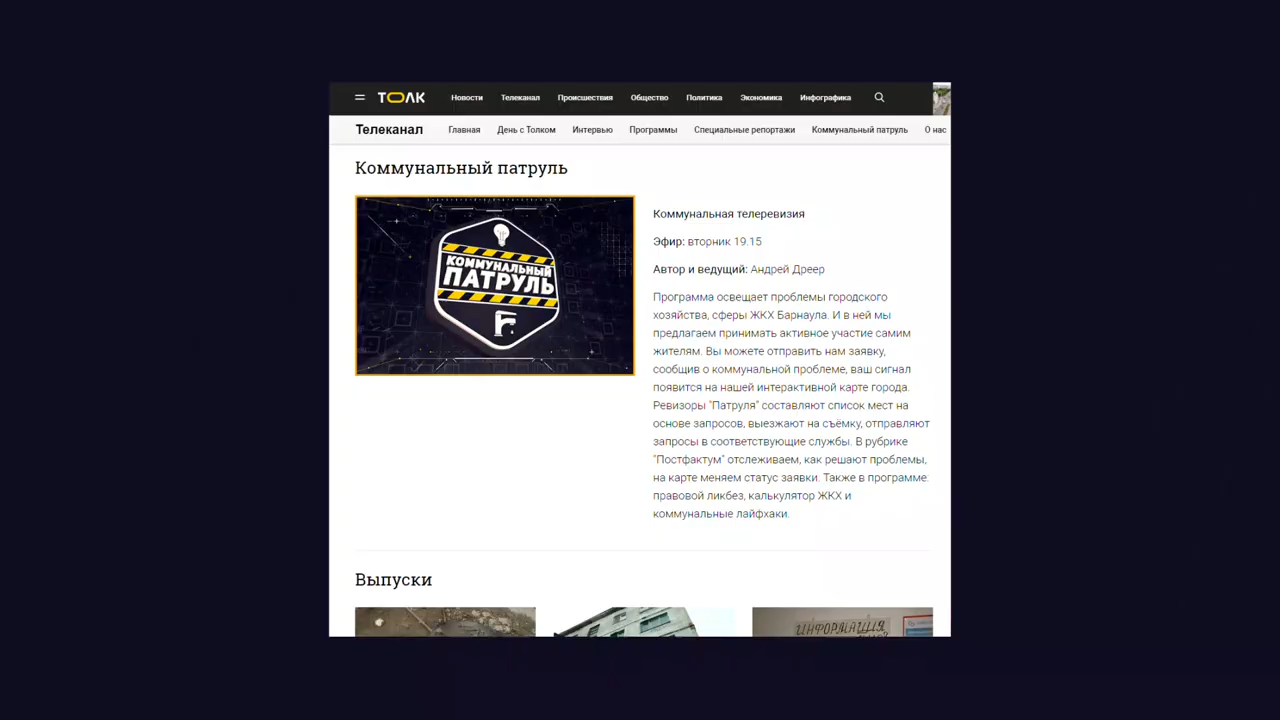 ТОЛК Новости Телеканал Происшествия Общество Политика Экономика Инфографика
Телеканал Главная День с Толком Интервью Программы Специальные репортажи Коммунальный патруль О нас
Коммунальный патруль
КОММУНАЛЬНЫЙ
ПАТРУЛЬ
Коммунальная телеревизия
Эфир: вторник 19.15
Автор и ведущий: Андрей Дреер
Программа освещает проблемы городского
хозяйства, сферы ЖКХ Барнаула. И в ней мы
предлагаем принимать активное участие самим
жителям. Вы можете отправить нам заявку,
сообщив о коммунальной проблеме, ваш сигнал
появится на нашей интерактивной карте города.
Ревизоры "Патруля" составляют список мест на
основе запросов, выезжают на съёмку, отправляют
запросы в соответствующие службы. В рубрике
"Постфактум" отслеживаем, как решают проблемы,
на карте меняем статус заявки. Также в программе:
правовой ликбез, калькулятор ЖКХ и
коммунальные лайфхаки.
Выпуски
ИНФОРМАЦИЯ